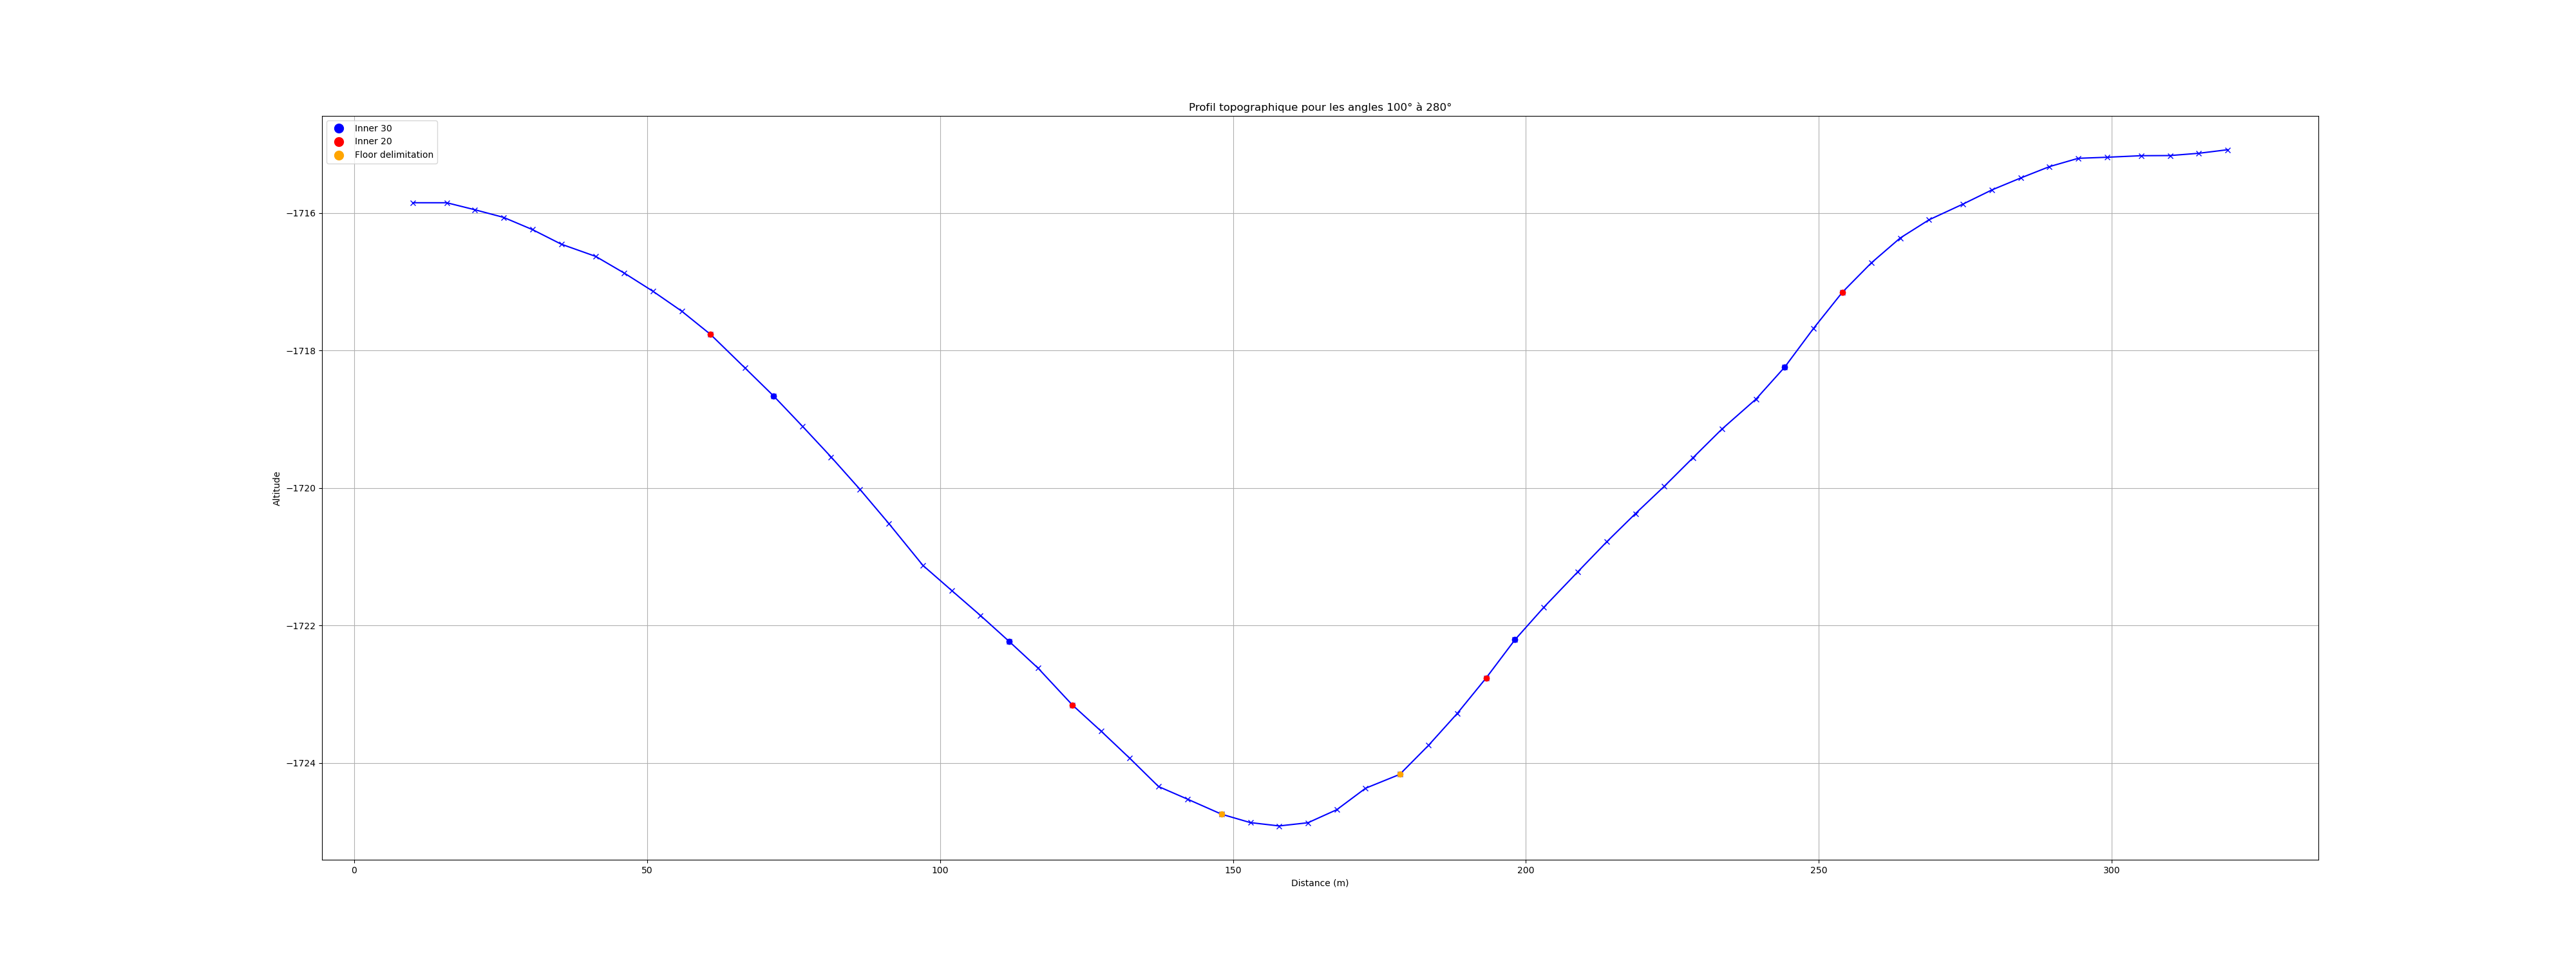 Profil topographique pour les angles 100° à 280°
Inner 30
Inner 20
Floor delimitation
Altitude
−1716
−1718
−1720
−1722
−1724
0 50 100 150 200 250 300
Distance (m)